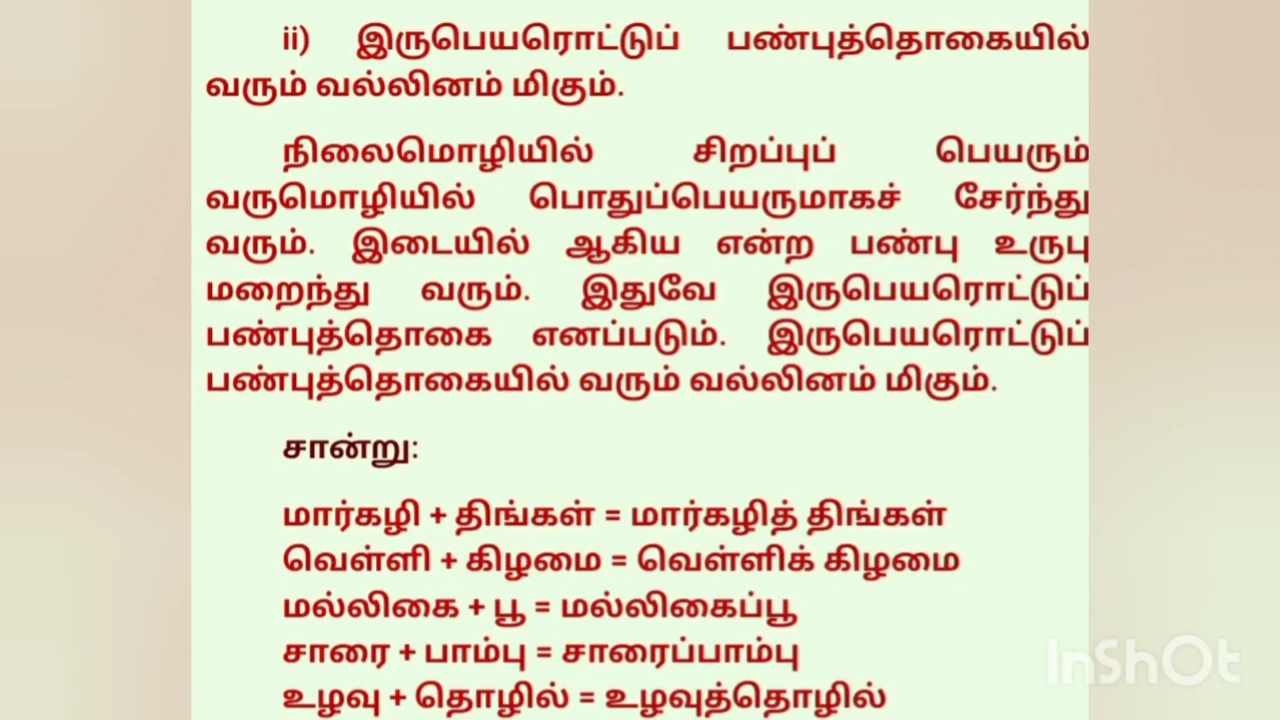 ii) இருபெயரொட்டுப் பண்புத்தொகையில்
வரும் வல்லினம் மிகும்.
நிலைமொழியில் சிறப்புப் பெயரும்
வருமொழியில் பொதுப்பெயருமாகச் சேர்ந்து
வரும். இடையில் ஆகிய என்ற பண்பு உருபு
மறைந்து வரும். இதுவே இருபெயரொட்டுப்
பண்புத்தொகை எனப்படும். இருபெயரொட்டுப்
பண்புத்தொகையில் வரும் வல்லினம் மிகும்.
சான்று:
மார்கழி + திங்கள் = மார்கழித் திங்கள்
வெள்ளி + கிழமை = வெள்ளிக் கிழமை
மல்லிகை + பூ = மல்லிகைப்பூ
சாரை + பாம்பு = சாரைப்பாம்பு
உழவு + தொழில் = உழவுத்தொழில்
InShOt